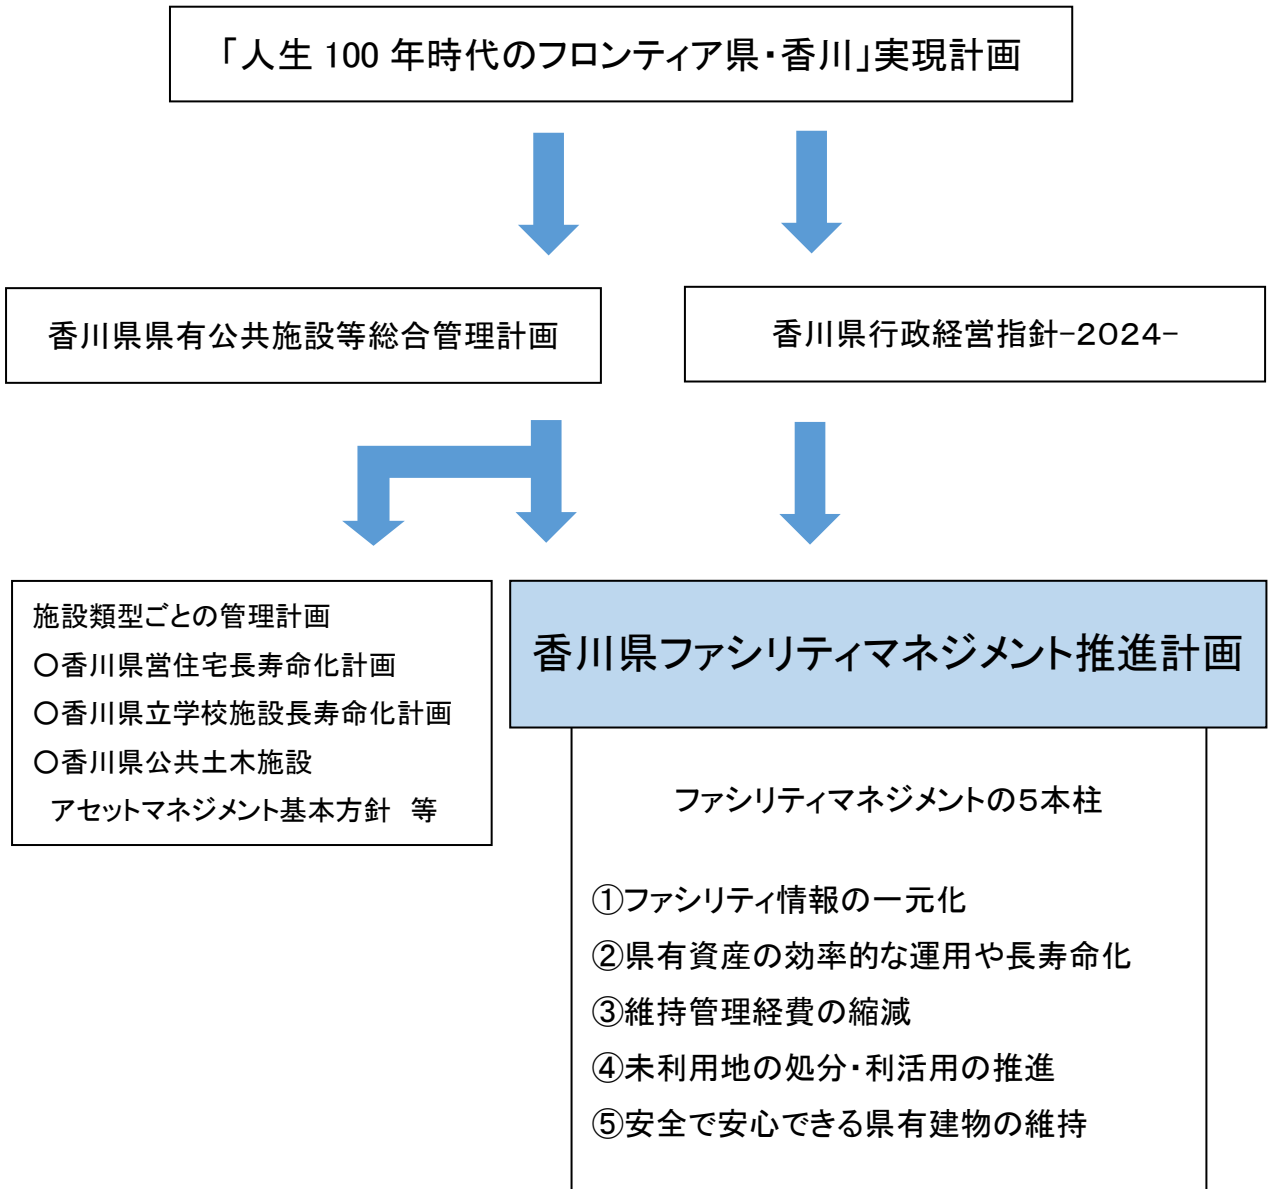 「人生 100 年時代のフロンティア県・香川」実現計画
香川県県有公共施設等総合管理計画
香川県行政経営指針-2024-
施設類型ごとの管理計画
〇香川県営住宅長寿命化計画
〇香川県立学校施設長寿命化計画
〇香川県公共土木施設
アセットマネジメント基本方針　等
香川県ファシリティマネジメント推進計画
ファシリティマネジメントの5本柱
①ファシリティ情報の一元化
②県有資産の効率的な運用や長寿命化
③維持管理経費の縮減
④未利用地の処分・利活用の推進
⑤安全で安心できる県有建物の維持